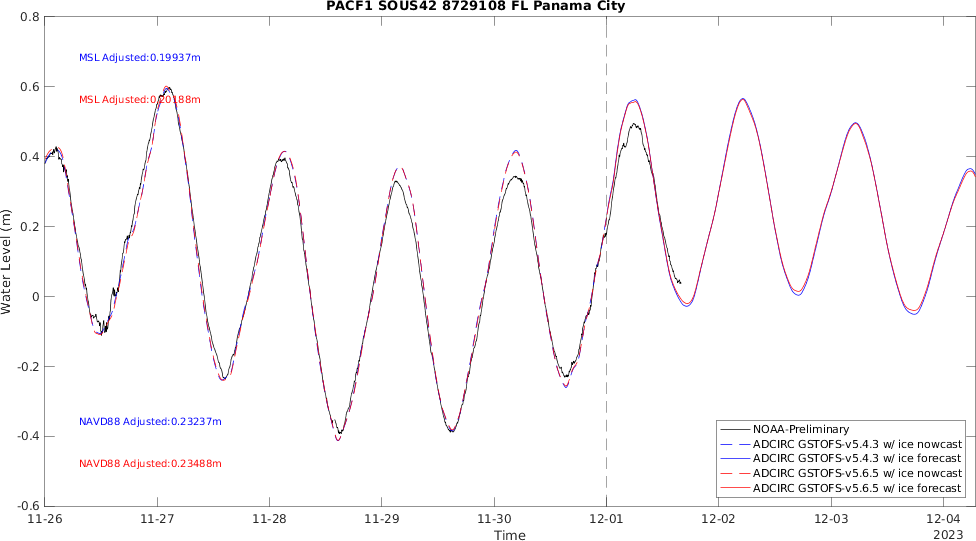 PACF1 SOUS42 8729108 FL Panama City
0.8
0.6
0.4
0.2
0
-0.2
-0.4
-0.6
Water Level (m)
MSL Adjusted:0.19937m
MSL Adjusted:0.20188m
NAVD88 Adjusted:0.23237m
NAVD88 Adjusted:0.23488m
NOAA-Preliminary
ADCIRC GSTOFS-v5.4.3 w/ ice nowcast
ADCIRC GSTOFS-v5.4.3 w/ ice forecast
ADCIRC GSTOFS-v5.6.5 w/ ice nowcast
ADCIRC GSTOFS-v5.6.5 w/ ice forecast
11-26 11-27 11-28 11-29 11-30 12-01 12-02 12-03 12-04
Time
2023